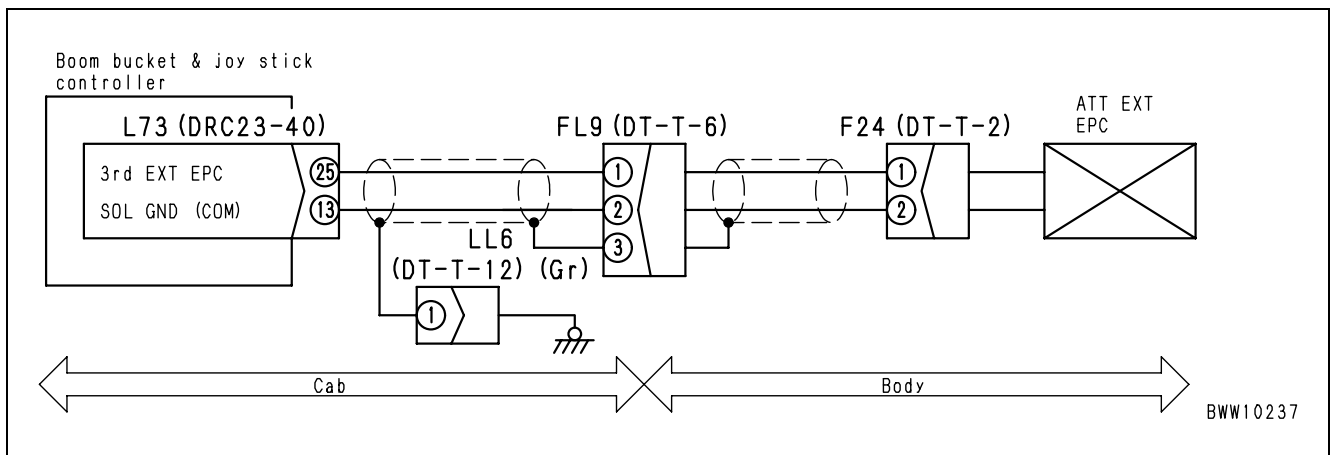 Boom bucket & joy stick
controller
L73 (DRC23-40)
FL9 (DT-T-6)
F24 (DT-T-2)
ATT EXT
EPC
3rd EXT EPC
25
1
1
SOL GND (COM)
13
2
2
LL6
3
(DT-T-12) (Gr)
1
Cab
Body
BWW10237